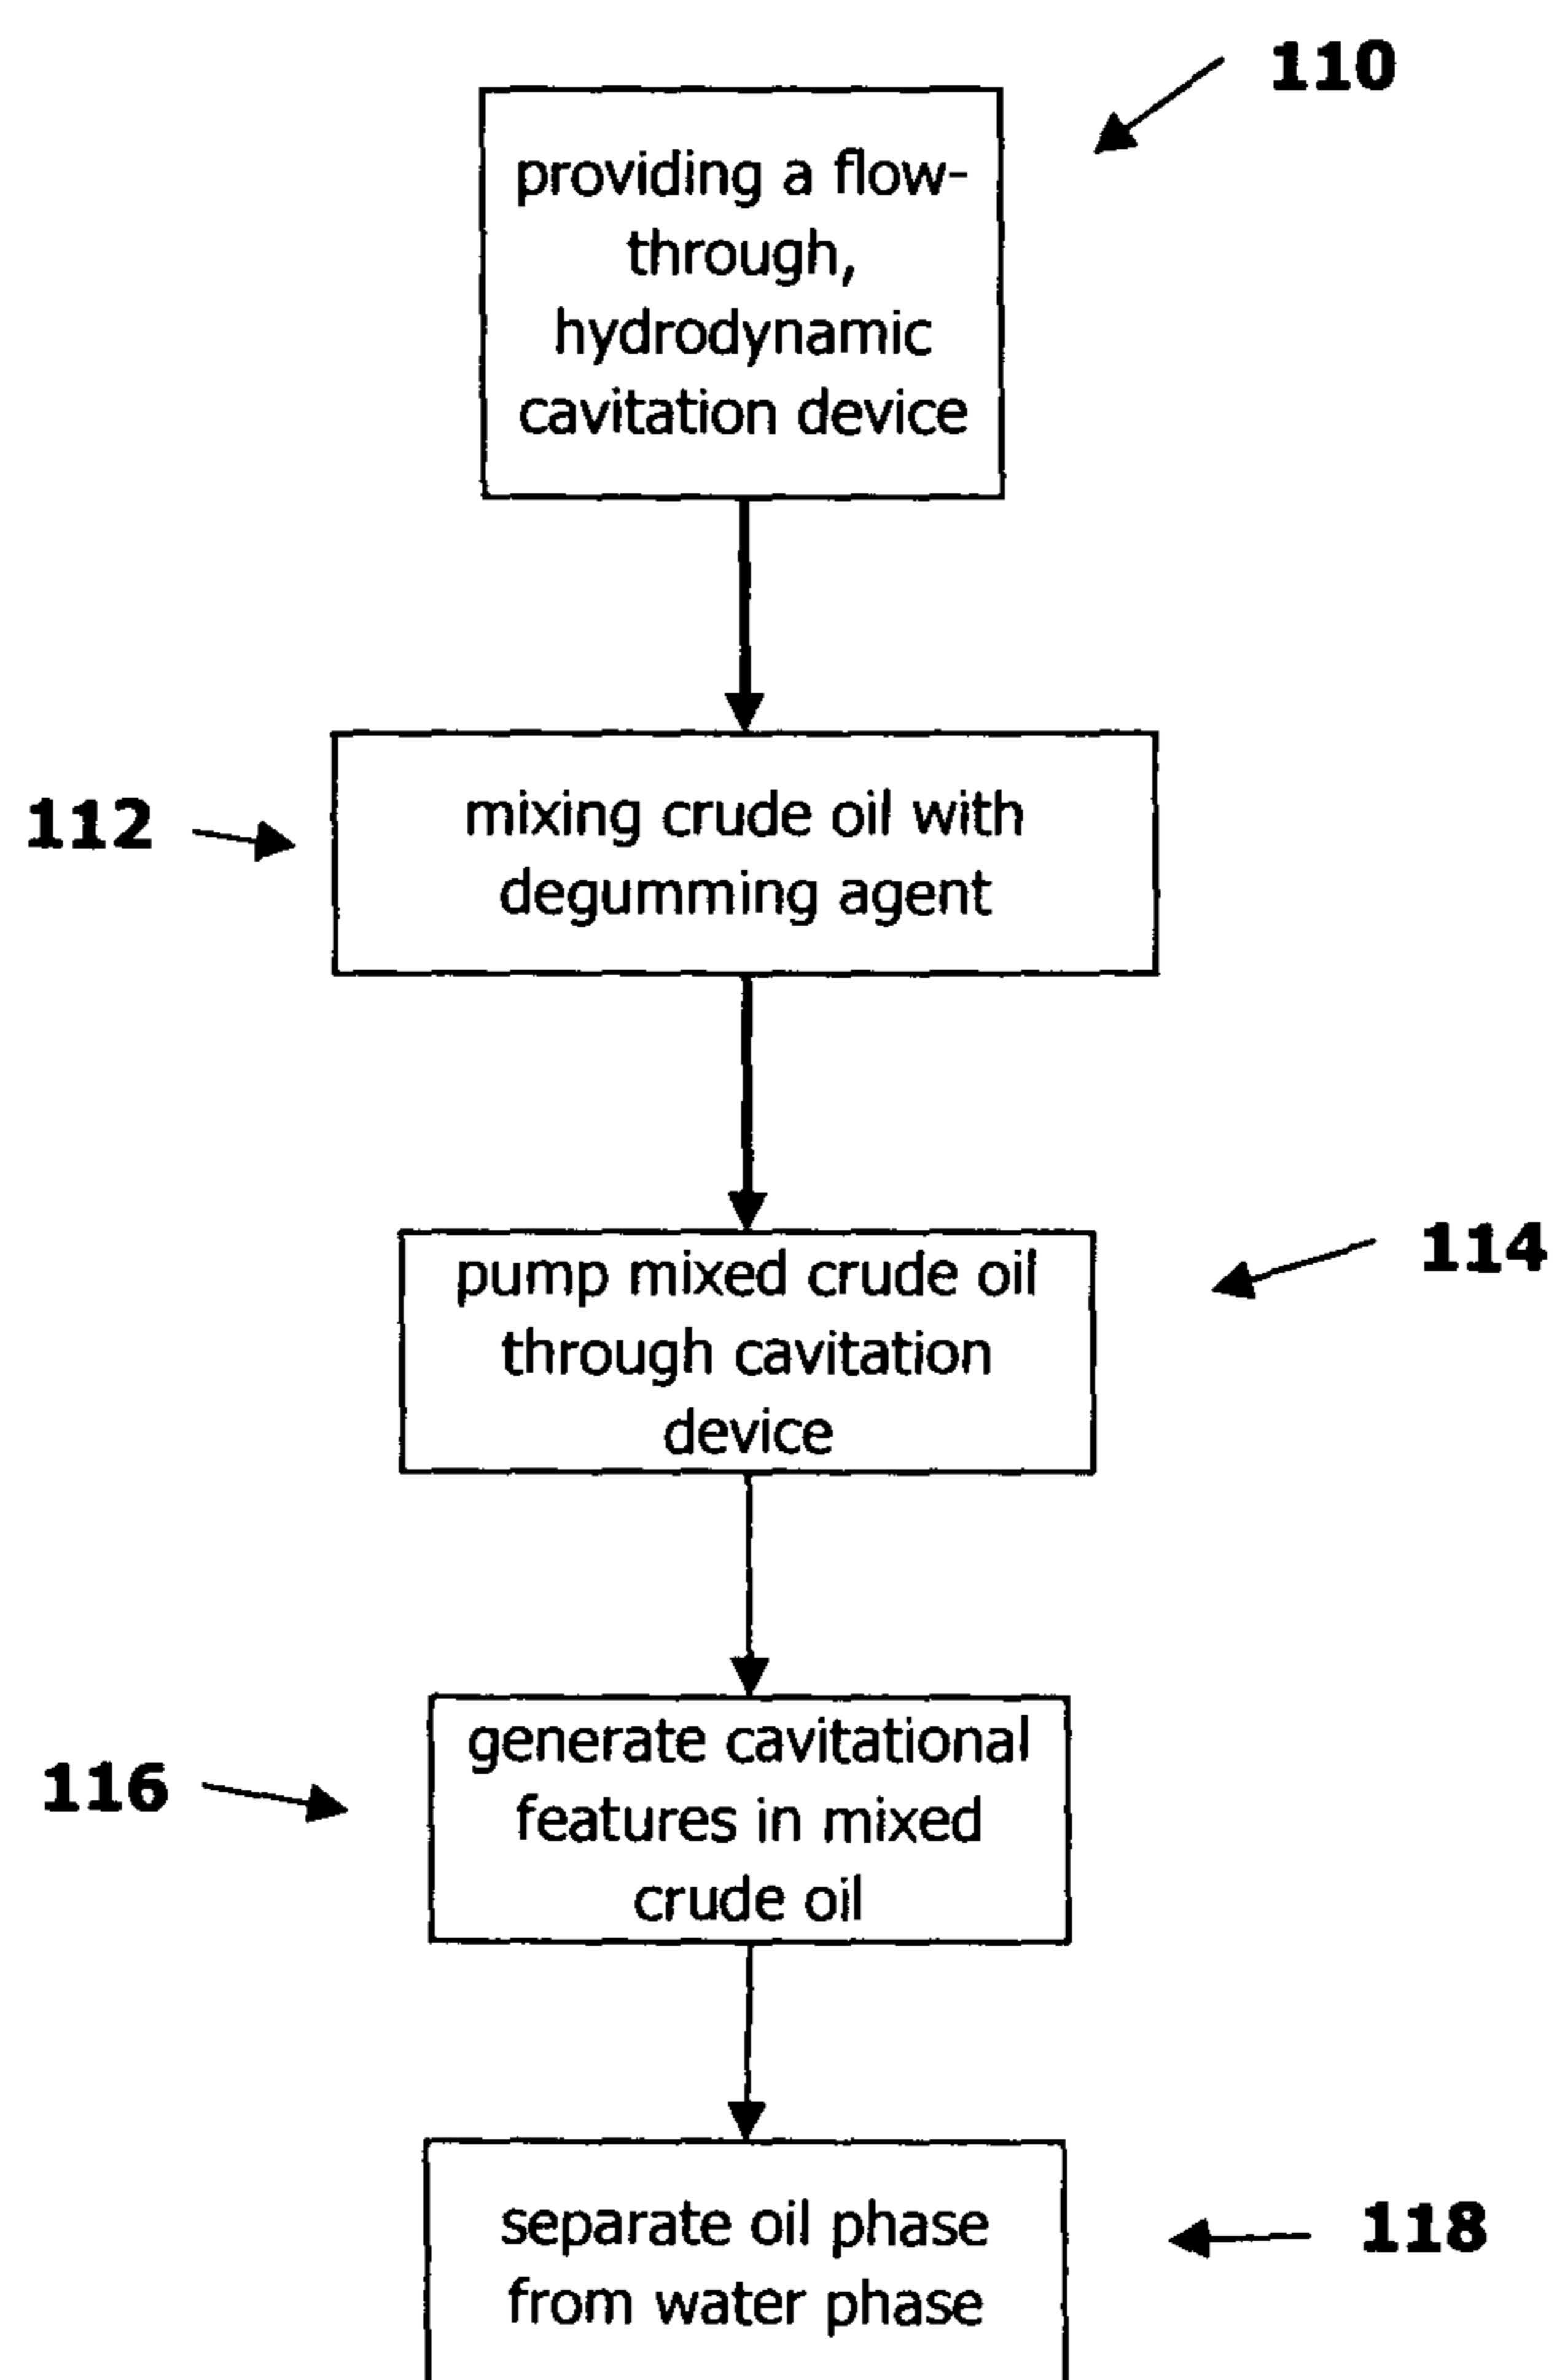 110
providing a flow-
through,
hydrodynamic
cavitation device
112
mixing crude oil with
degumming agent
114
pump mixed crude oil
through cavitation
device
116
generate cavitational
features in mixed
crude oil
118
separate oil phase
from water phase